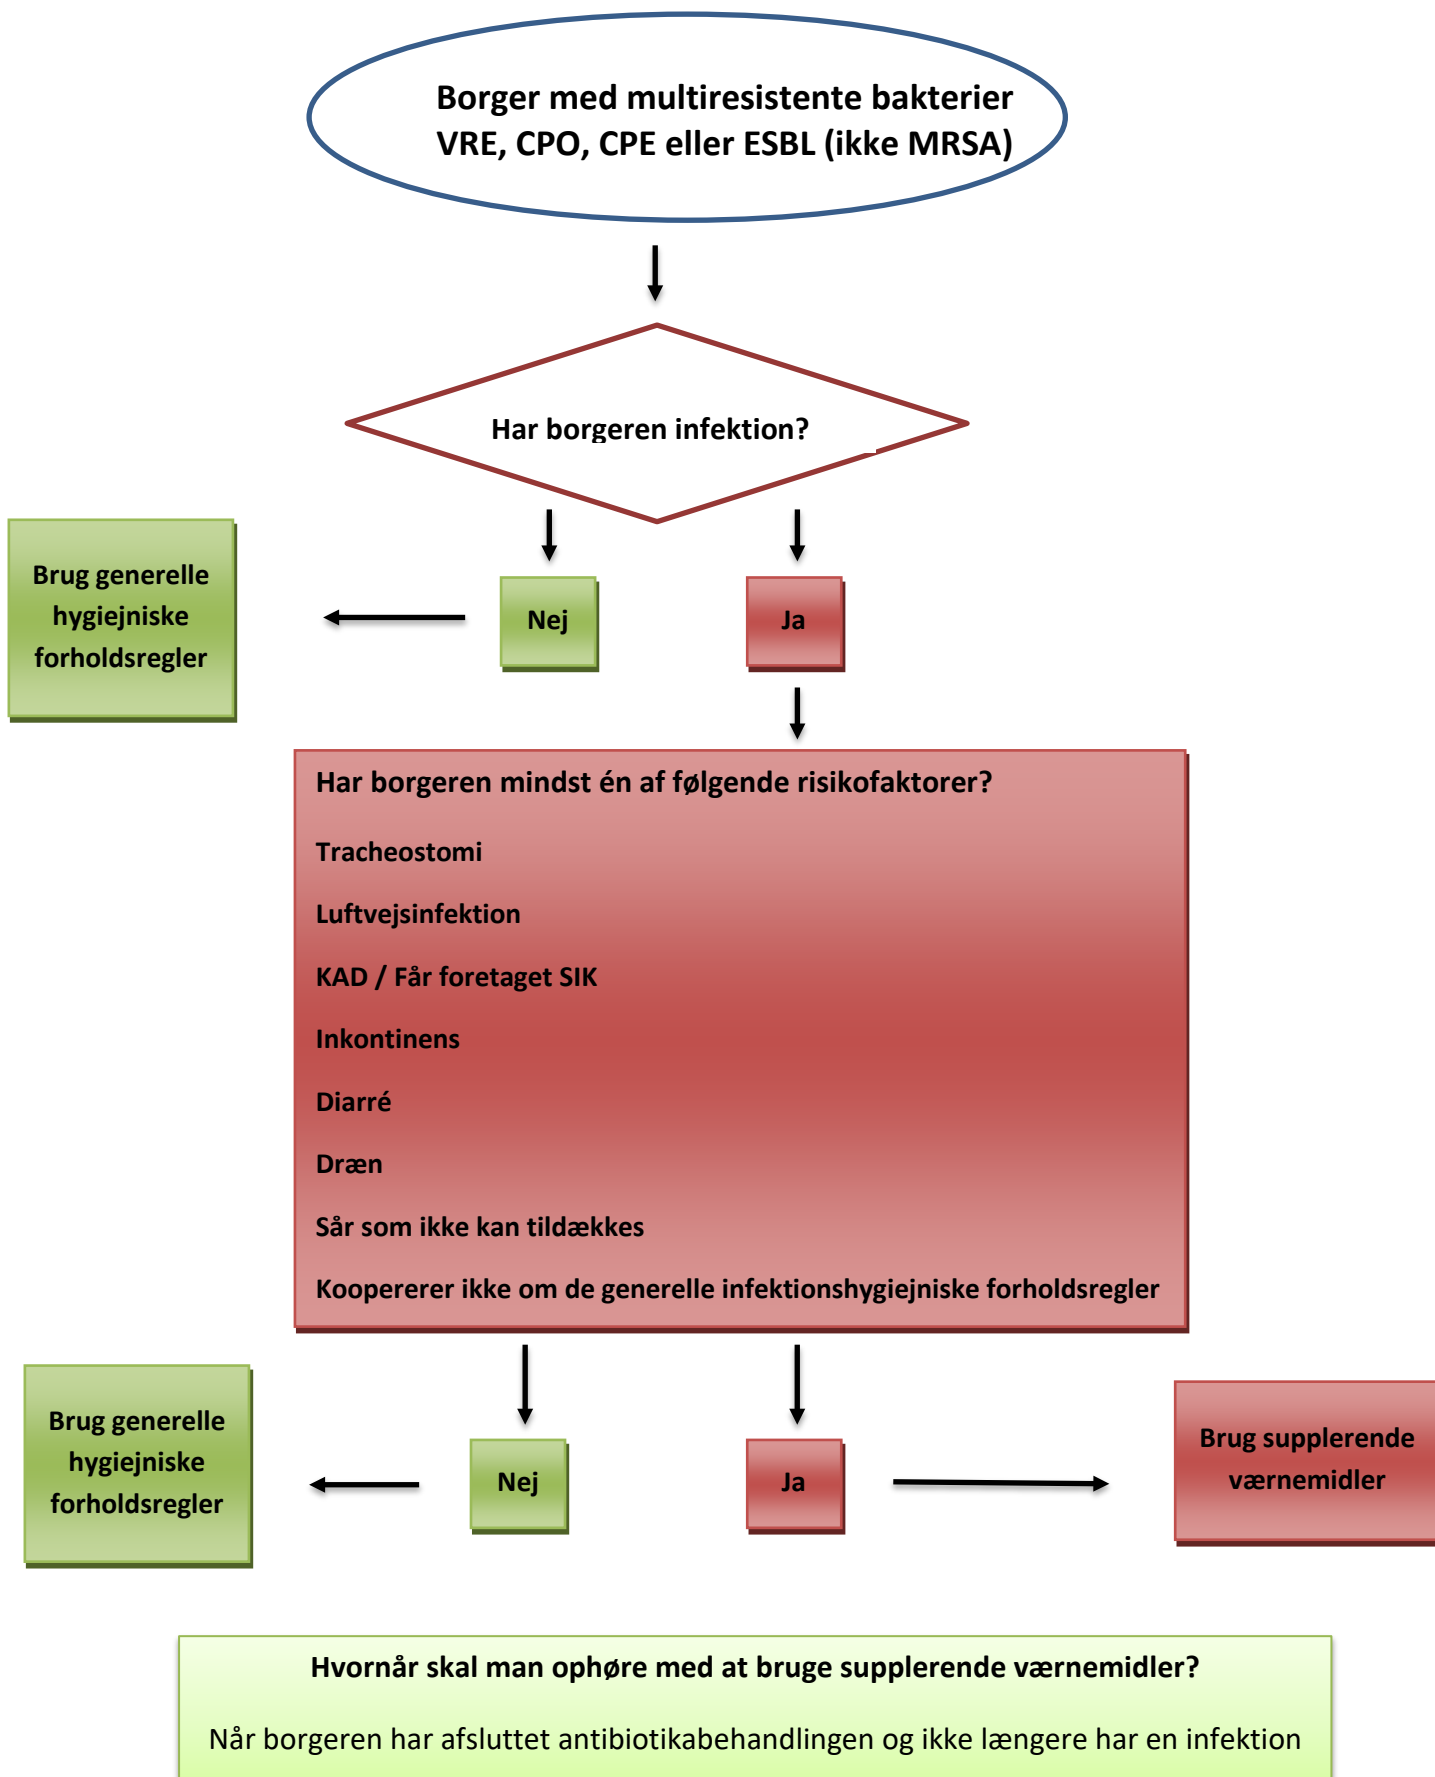 Borger med multiresistente bakterier
VRE, CPO, CPE eller ESBL (ikke MRSA)
Har borgeren infektion?
Brug generelle
hygiejniske
forholdsregler
Nej
Ja
Har borgeren mindst én af følgende risikofaktorer?
Tracheostomi
Luftvejsinfektion
KAD / Får foretaget SIK
Inkontinens
Diarré
Dræn
Sår som ikke kan tildækkes
Koopererer ikke om de generelle infektionshygiejniske forholdsregler
Brug generelle
hygiejniske
forholdsregler
Nej
Ja
Brug supplerende
værnemidler
Hvornår skal man ophøre med at bruge supplerende værnemidler?
Når borgeren har afsluttet antibiotikabehandlingen og ikke længere har en infektion